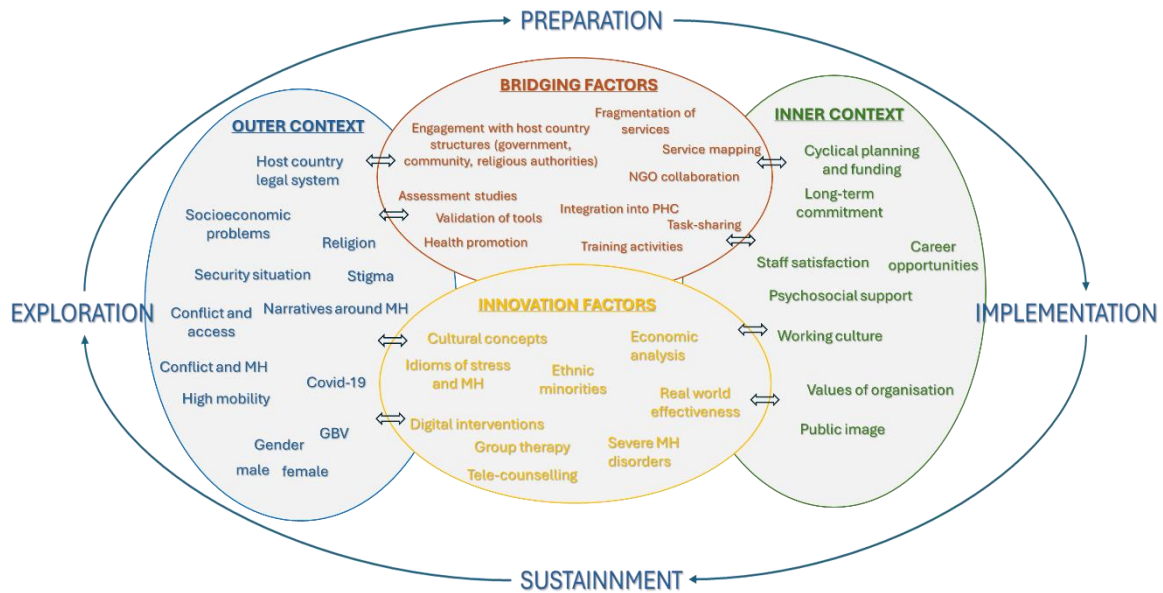 PREPARATION
BRIDGING FACTORS
Fragmentation of
services
Engagement with host country
structures (government,
community, religious authorities)
Service mapping
NGO collaboration
Assessment studies
Validation of tools
Integration into PHC
Task-sharing
Health promotion
Training activities
OUTER CONTEXT
Host country
legal system
Socioeconomic
problems
Religion
Security situation
Stigma
Conflict and
access
Narratives around MH
Conflict and MH
Covid-19
High mobility
GBV
Gender
male
female
INNOVATION FACTORS
Cultural concepts
Economic
analysis
Idioms of stress
and MH
Ethnic
minorities
Real world
effectiveness
Digital interventions
Group therapy
Severe MH
disorders
Tele-counselling
INNER CONTEXT
Cyclical planning
and funding
Long-term
commitment
Career
opportunities
Staff satisfaction
Psychosocial support
Working culture
Values of organisation
Public image
EXPLORATION
IMPLEMENTATION
SUSTAINNMENT